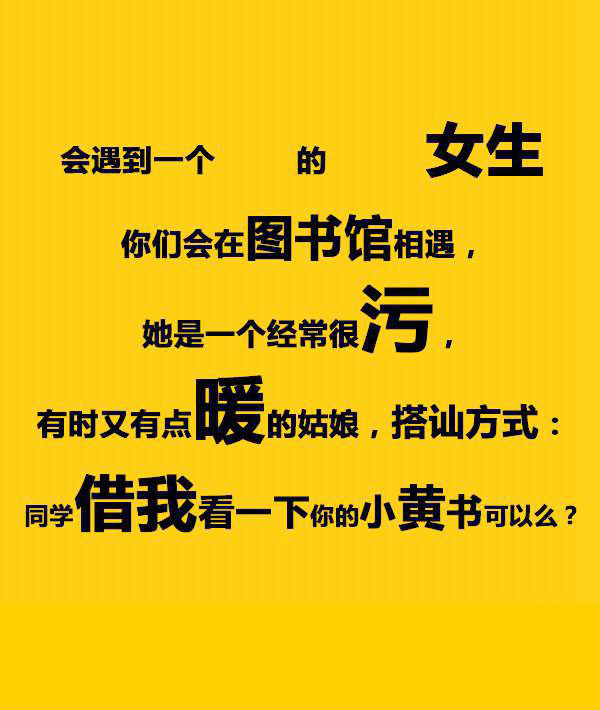 会遇到一个 的 女生
你们会在图书馆相遇，
她是一个经常很污，
有时又有点暖的姑娘，搭讪方式：
同学借我看一下你的小黄书可以么？